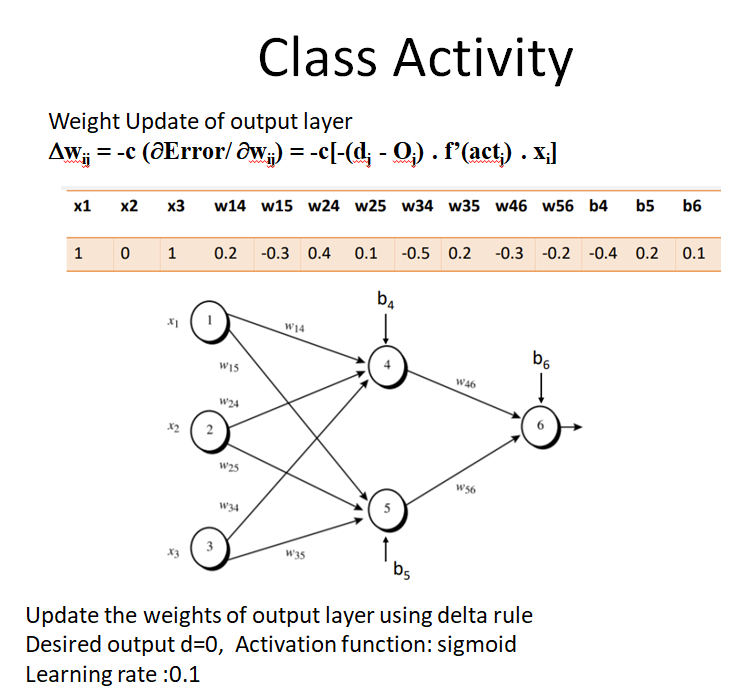 Class Activity
Weight Update of output layer
Δwij = -c (∂Error/ ∂wij) = -c[-(di - Oi) . f’(acti) . xi]
x1 x2 x3 w14 w15 w24 w25 w34 w35 w46 w56 b4 b5 b6
1 0 1 0.2 -0.3 0.4 0.1 -0.5 0.2 -0.3 -0.2 -0.4 0.2 0.1
b4
x1 1 w14
w15 4 b6
w46
w24
x2 2 6
w25
w56
w34 5
x3 3 w35
b5
Update the weights of output layer using delta rule
Desired output d=0, Activation function: sigmoid
Learning rate :0.1